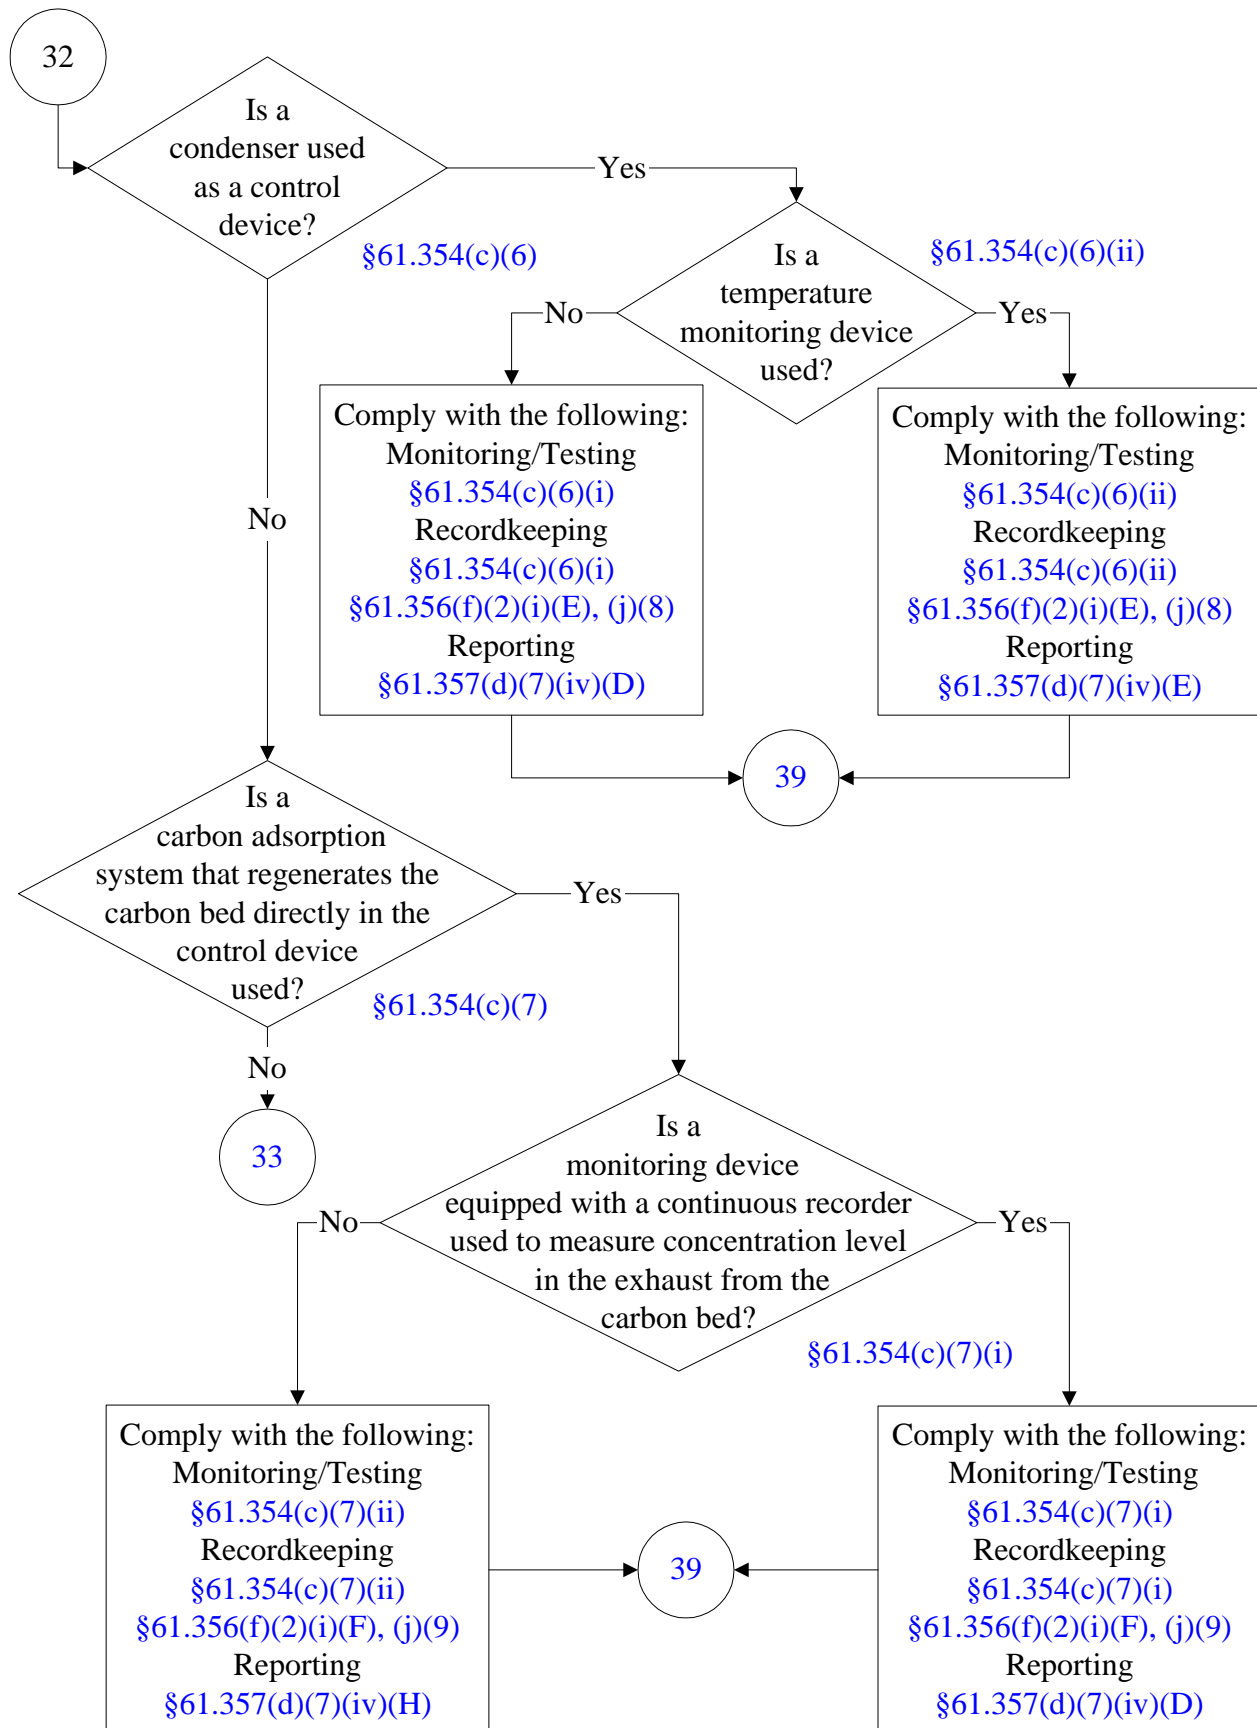 32
Is a
condenser used
as a control
device?
Yes
§61.354(c)(6)
Is a
temperature
monitoring device
used?
§61.354(c)(6)(ii)
No
Yes
Comply with the following:
Monitoring/Testing
§61.354(c)(6)(i)
Recordkeeping
§61.354(c)(6)(i)
§61.356(f)(2)(i)(E), (j)(8)
Reporting
§61.357(d)(7)(iv)(D)
Comply with the following:
Monitoring/Testing
§61.354(c)(6)(ii)
Recordkeeping
§61.354(c)(6)(ii)
§61.356(f)(2)(i)(E), (j)(8)
Reporting
§61.357(d)(7)(iv)(E)
No
39
Is a
carbon adsorption
system that regenerates the
carbon bed directly in the
control device
used?
Yes
§61.354(c)(7)
No
33
Is a
monitoring device
equipped with a continuous recorder
used to measure concentration level
in the exhaust from the
carbon bed?
No
Yes
§61.354(c)(7)(i)
Comply with the following:
Monitoring/Testing
§61.354(c)(7)(ii)
Recordkeeping
§61.354(c)(7)(ii)
§61.356(f)(2)(i)(F), (j)(9)
Reporting
§61.357(d)(7)(iv)(H)
39
Comply with the following:
Monitoring/Testing
§61.354(c)(7)(i)
Recordkeeping
§61.354(c)(7)(i)
§61.356(f)(2)(i)(F), (j)(9)
Reporting
§61.357(d)(7)(iv)(D)